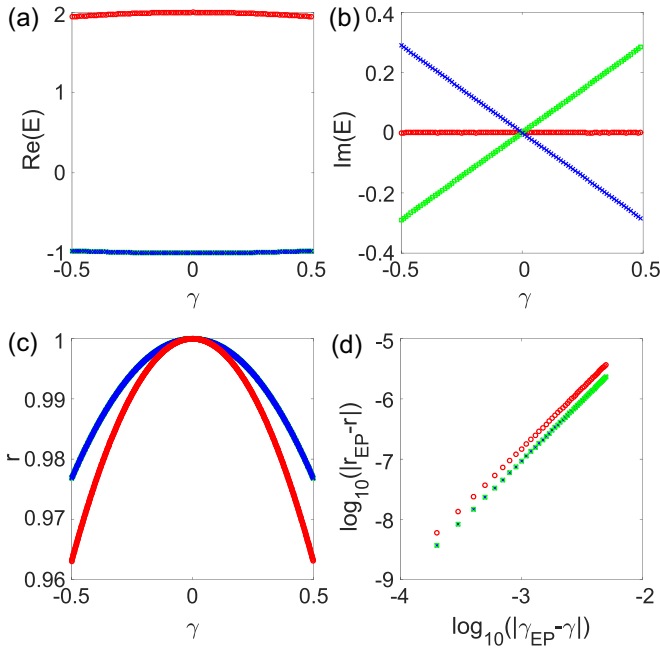 (a)
2
1
0
-1
Re(E)
-0.5
0
0.5
γ
(b)
0.4
0.2
0
-0.2
-0.4
Im(E)
-0.5
0
0.5
γ
(c)
1
0.99
0.98
0.97
0.96
r
-0.5
0
0.5
γ
(d)
-5
-6
-7
-8
-9
log10(|rEP-r|)
-4
-3
-2
log10(|γEP-γ|)